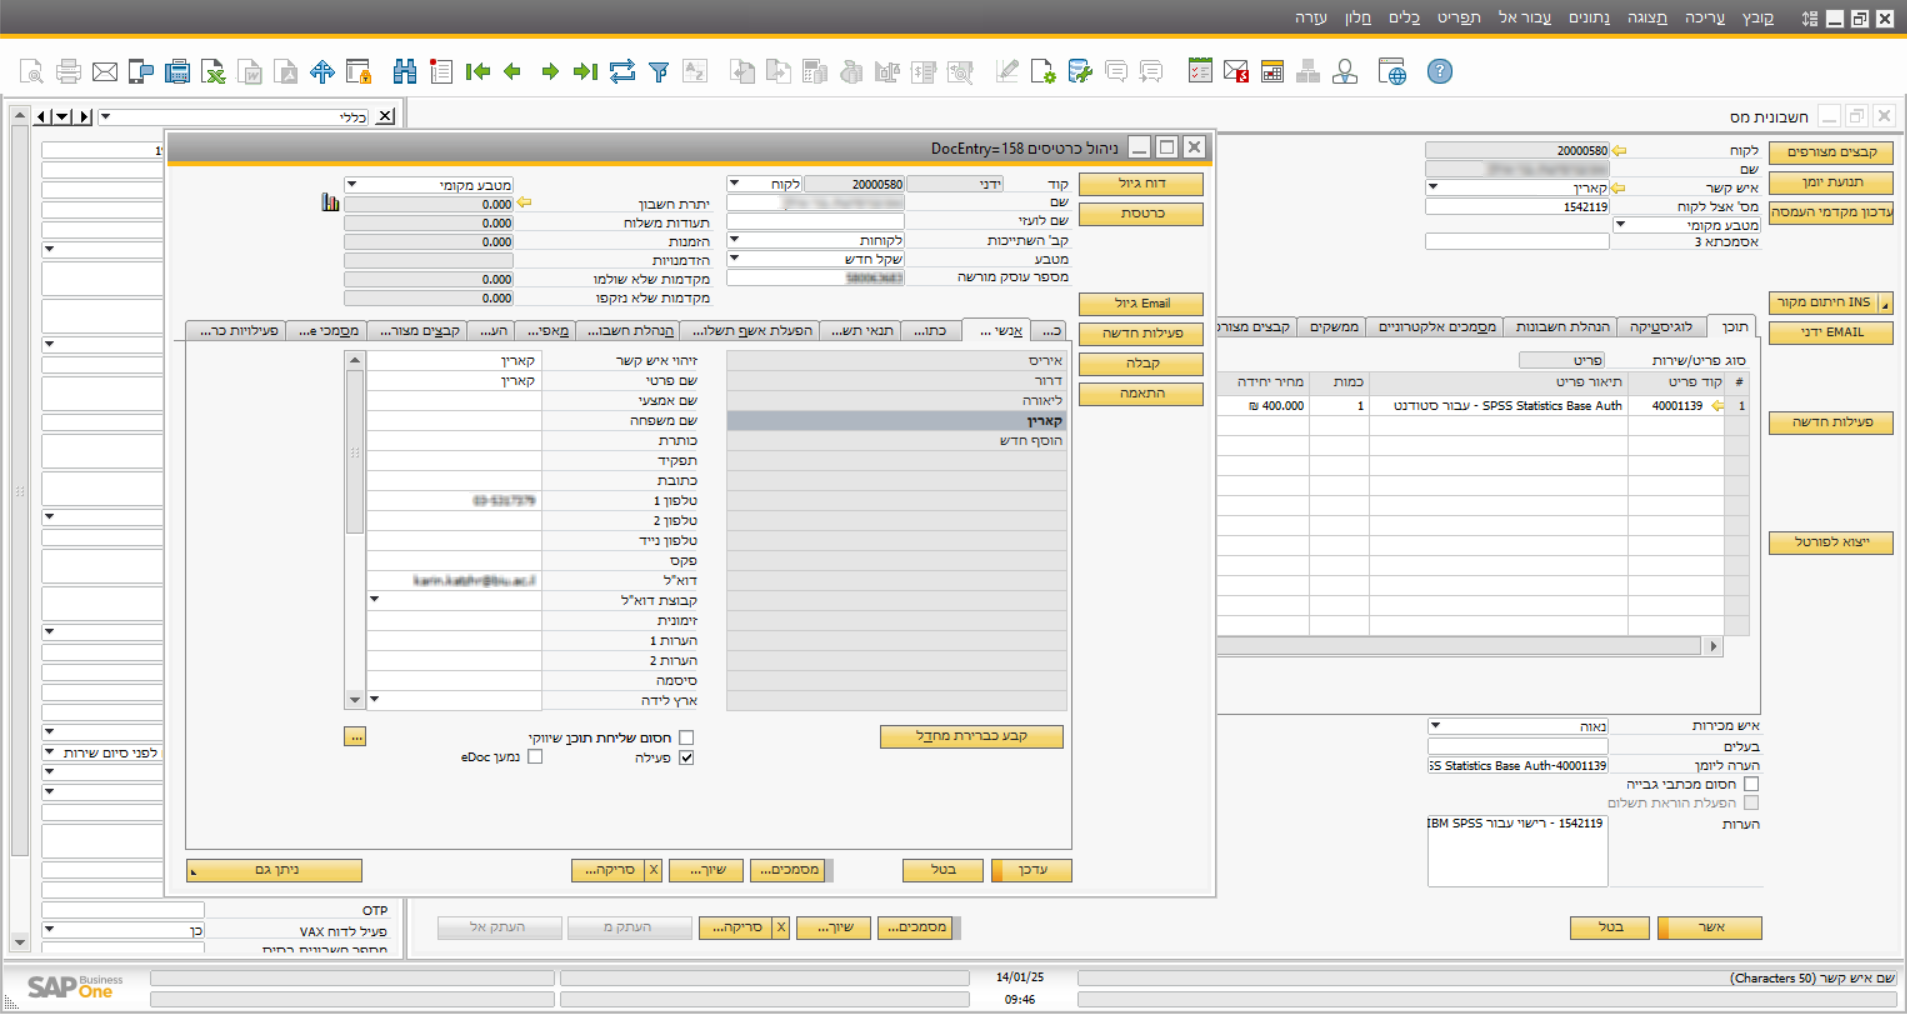 קובץ עריכה תצוגה נתונים עבור אל תפריט כלים חלון עזרה
חשבונית מס
לקוח 20000580
שם
איש קשר קארין
מס' אצל לקוח 1542119
מטבע מקומי
אסמכתא 3
קבצים מצורפים
תנועת יומן
עדכון מקדמי העמסה
INS חיתום מקור
EMAIL ידני
פעילות חדשה
ייצוא לפורטל
תוכן לוגיסטיקה הנהלת חשבונות מסמכים אלקטרוניים ממשקים קבצים מצורפ
סוג פריט/שירות פריט
# קוד פריט תיאור פריט כמות מחיר יחידה
1 40001139 SPSS Statistics Base Auth - עבור סטודנט 1 400.000 ₪
איש מכירות נאוה
בעלים
הערה ליומן SS Statistics Base Auth-40001139
חסום מכתבי גבייה
הפעלת הוראת תשלום
הערות 1542119 - רישוי עבור IBM SPSS
אשר
בטל
מסמכים...
שיוך...
X סריקה...
העתק מ
העתק אל
ניהול כרטיסים DocEntry=158
דוח גיול
כרטסת
Email גיול
פעילות חדשה
קבלה
התאמה
קוד ידני 20000580 לקוח
שם
שם לועזי
קב' השתייכות לקוחות
מטבע שקל חדש
מספר עוסק מורשה
מטבע מקומי
יתרת חשבון 0.000
תעודות משלוח 0.000
הזמנות 0.000
הזדמנויות
מקדמות שלא שולמו 0.000
מקדמות שלא נזקפו 0.000
כ... אנשי ... כתו... תנאי תש... הפעלת אשף תשלו... הנהלת חשבו... מאפי... הע... קבצים מצור... מסמכי e... פעילויות כר...
איריס
דרור
ליאורה
קארין
הוסף חדש
זיהוי איש קשר קארין
שם פרטי קארין
שם אמצעי
שם משפחה
כותרת
תפקיד
כתובת
טלפון 1
טלפון 2
טלפון נייד
פקס
דוא"ל
קבוצת דוא"ל
זימונית
הערות 1
הערות 2
סיסמה
ארץ לידה
קבע כברירת מחדל
חסום שליחת תוכן שיווקי
פעילה
נמען eDoc
...
עדכן
בטל
מסמכים...
שיוך...
X סריקה...
ניתן גם
כללי
לפני סיום שירות
OTP
פעיל לדוח VAX כן
SAP Business One
14/01/25
09:46
שם איש קשר (50 Characters)